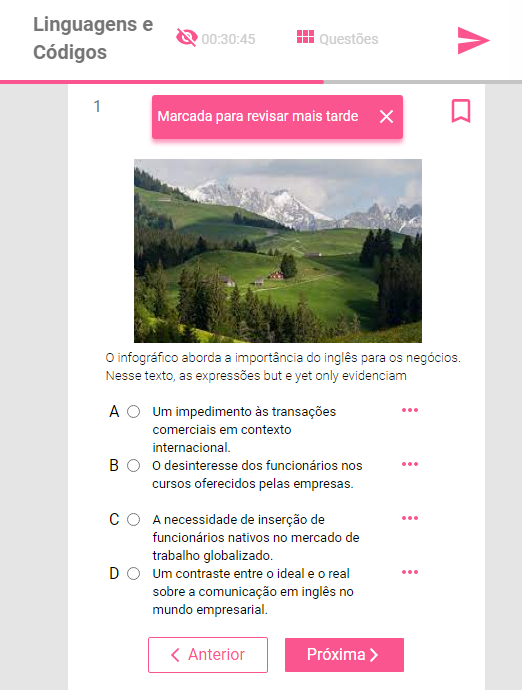 Linguagens e
Códigos
00:30:45
Questões
1
Marcada para revisar mais tarde
O infográfico aborda a importância do inglês para os negócios.
Nesse texto, as expressões but e yet only evidenciam
A Um impedimento às transações
comerciais em contexto
internacional.
B O desinteresse dos funcionários nos
cursos oferecidos pelas empresas.
C A necessidade de inserção de
funcionários nativos no mercado de
trabalho globalizado.
D Um contraste entre o ideal e o real
sobre a comunicação em inglês no
mundo empresarial.
Anterior
Próxima